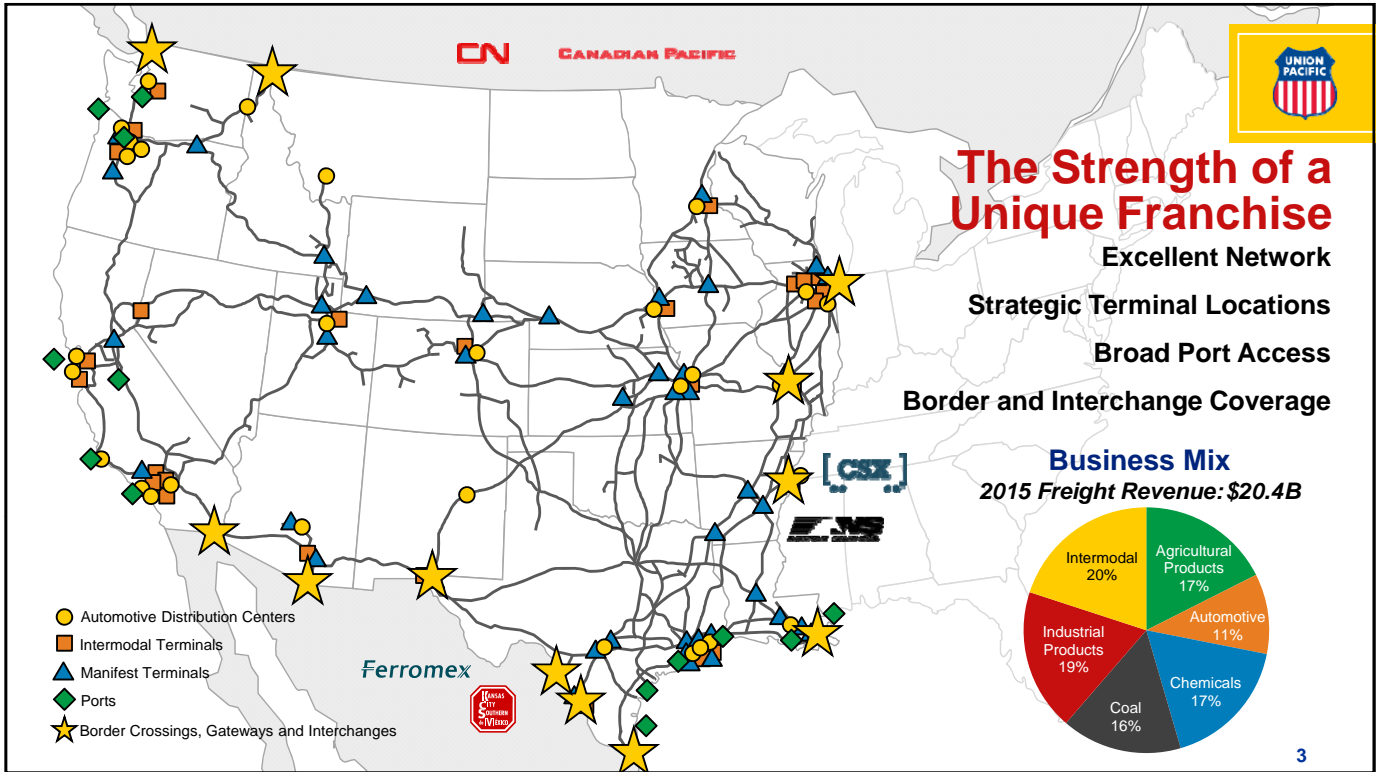 CN
CANADIAN PACIFIC
UNION
PACIFIC
The Strength of a
Unique Franchise
Excellent Network
Strategic Terminal Locations
Broad Port Access
Border and Interchange Coverage
CSX
NS
Business Mix
2015 Freight Revenue: $20.4B
Intermodal
20%
Agricultural
Products
17%
Automotive
11%
Industrial
Products
19%
Chemicals
17%
Coal
16%
Automotive Distribution Centers
Intermodal Terminals
Manifest Terminals
Ports
Border Crossings, Gateways and Interchanges
Ferromex
KANSAS
CITY
SOUTHERN
de MEXICO
3